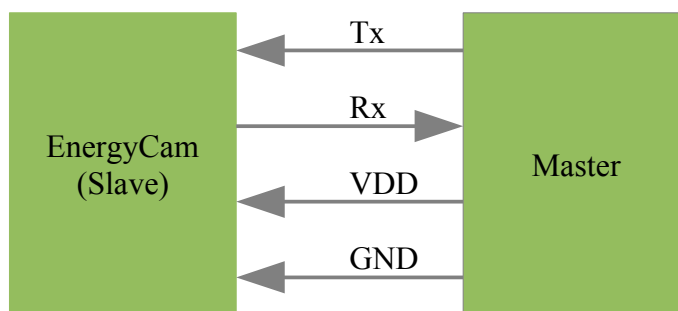 Tx
Rx
EnergyCam
(Slave)
VDD
Master
GND